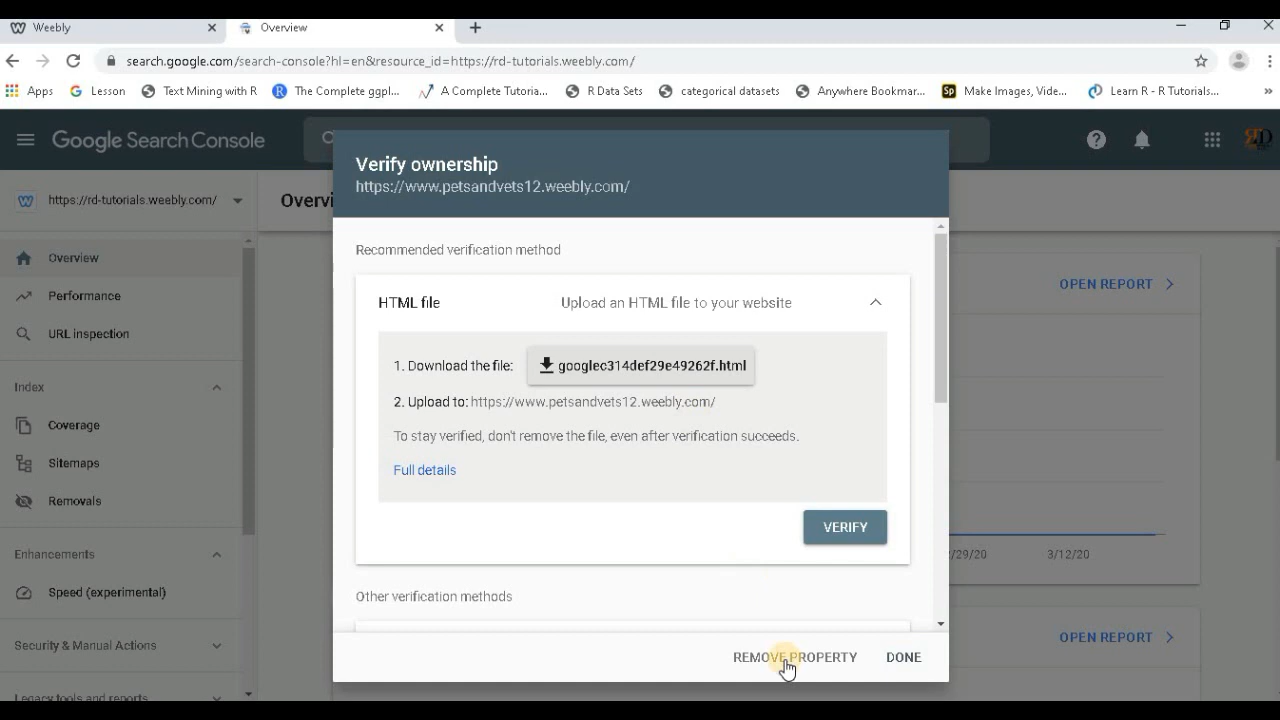 Weebly
Overview
search.google.com/search-console?hl=en&resource_id=https://rd-tutorials.weebly.com/
Apps
Lesson
Text Mining with R
The Complete ggpl...
A Complete Tutoria...
R Data Sets
categorical datasets
Anywhere Bookmar...
Make Images, Vide...
Learn R - R Tutorials...
Google Search Console
https://rd-tutorials.weebly.com/
Overvi
Overview
Performance
URL inspection
Index
Coverage
Sitemaps
Removals
Enhancements
Speed (experimental)
Security & Manual Actions
Legacy tools and reports
Verify ownership
https://www.petsandvets12.weebly.com/
Recommended verification method
HTML file
Upload an HTML file to your website
1. Download the file: googlec314def29e49262f.html
2. Upload to: https://www.petsandvets12.weebly.com/
To stay verified, don't remove the file, even after verification succeeds.
Full details
VERIFY
Other verification methods
REMOVE PROPERTY
DONE
OPEN REPORT
/29/20
3/12/20
OPEN REPORT